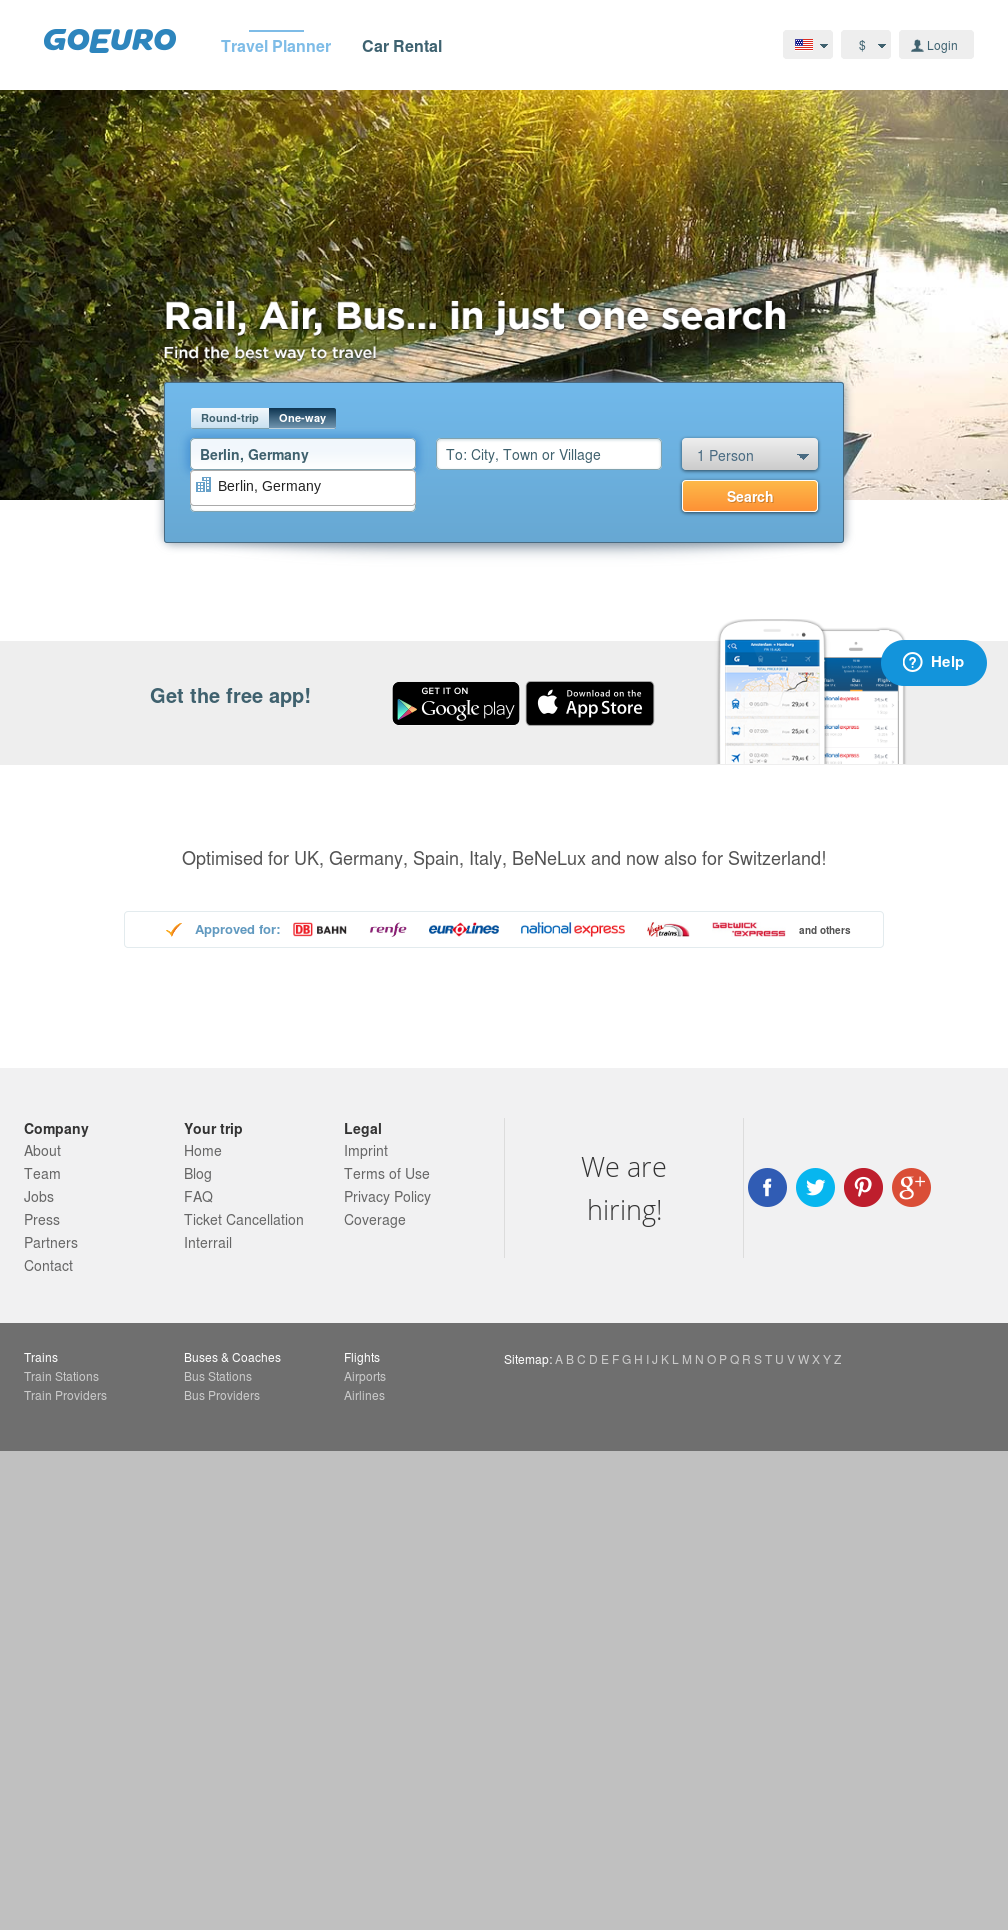 GOEURO
Travel Planner
Car Rental
$
Login
Rail, Air, Bus... in just one search
Find the best way to travel
Round-trip
One-way
Berlin, Germany
To: City, Town or Village
1 Person
Berlin, Germany
Search
Get the free app!
GET IT ON
Google play
Download on the
App Store
Help
Optimised for UK, Germany, Spain, Italy, BeNeLux and now also for Switzerland!
Approved for:
DB BAHN
renfe
eurolines
national express
Virgin trains
Gatwick express
and others
Company
About
Team
Jobs
Press
Partners
Contact
Your trip
Home
Blog
FAQ
Ticket Cancellation
Interrail
Legal
Imprint
Terms of Use
Privacy Policy
Coverage
We are
hiring!
Trains
Train Stations
Train Providers
Buses & Coaches
Bus Stations
Bus Providers
Flights
Airports
Airlines
Sitemap: A B C D E F G H I J K L M N O P Q R S T U V W X Y Z